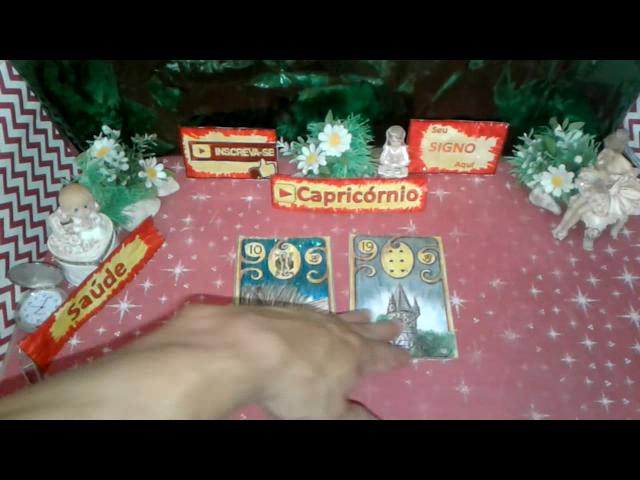 INSCREVA-SE
Seu
SIGNO
Aqui
Capricórnio
Saúde
10
19